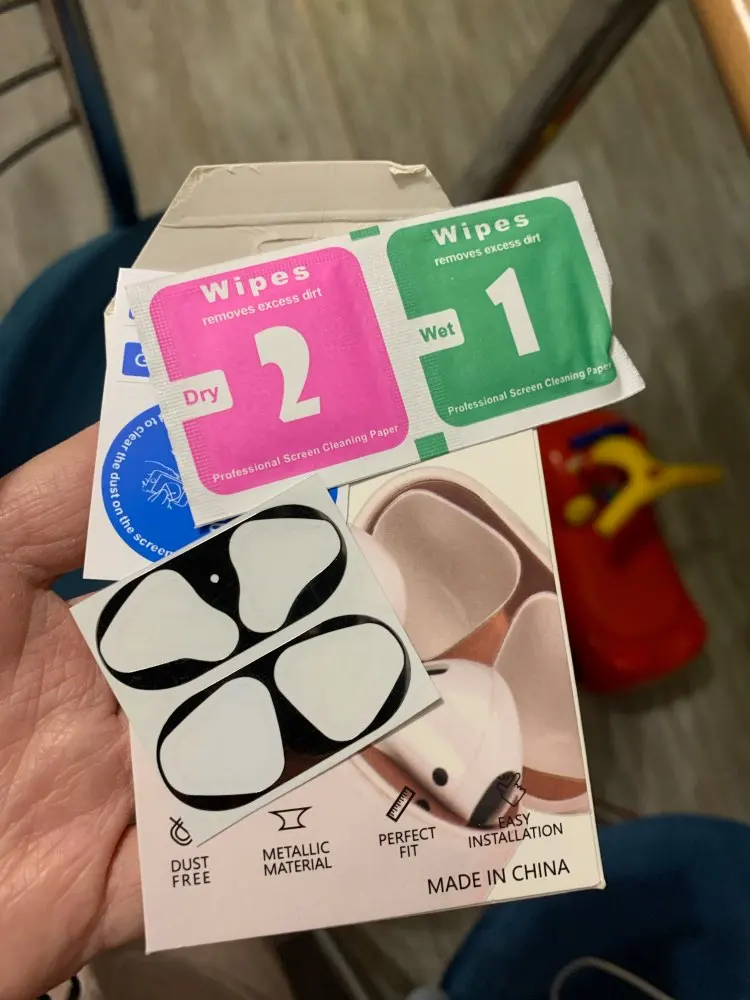 Wipes
removes excess dirt
Dry
2
Professional Screen Cleaning Paper
Wipes
removes excess dirt
Wet
1
Professional Screen Cleaning Paper
G
to clear the dust on the screen
DUST
FREE
METALLIC
MATERIAL
PERFECT
FIT
EASY
INSTALLATION
MADE IN CHINA